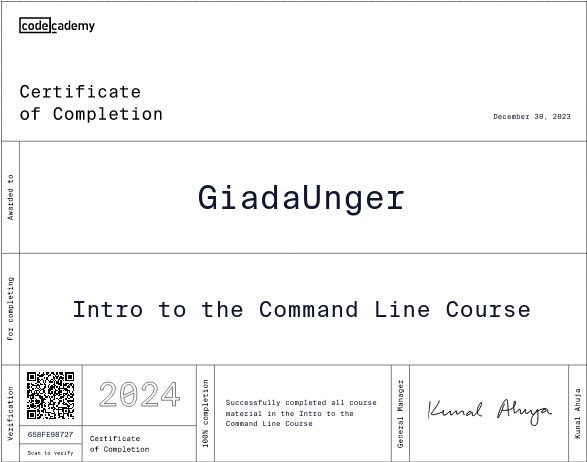 codecademy
Certificate
of Completion
December 30, 2023
Awarded to
GiadaUnger
For completing
Intro to the Command Line Course
Verification
658FE98727
Scan to verify
2024
Certificate
of Completion
100% completion
Successfully completed all course
material in the Intro to the
Command Line Course
General Manager
Kunal Ahuja
Kunal Ahuja